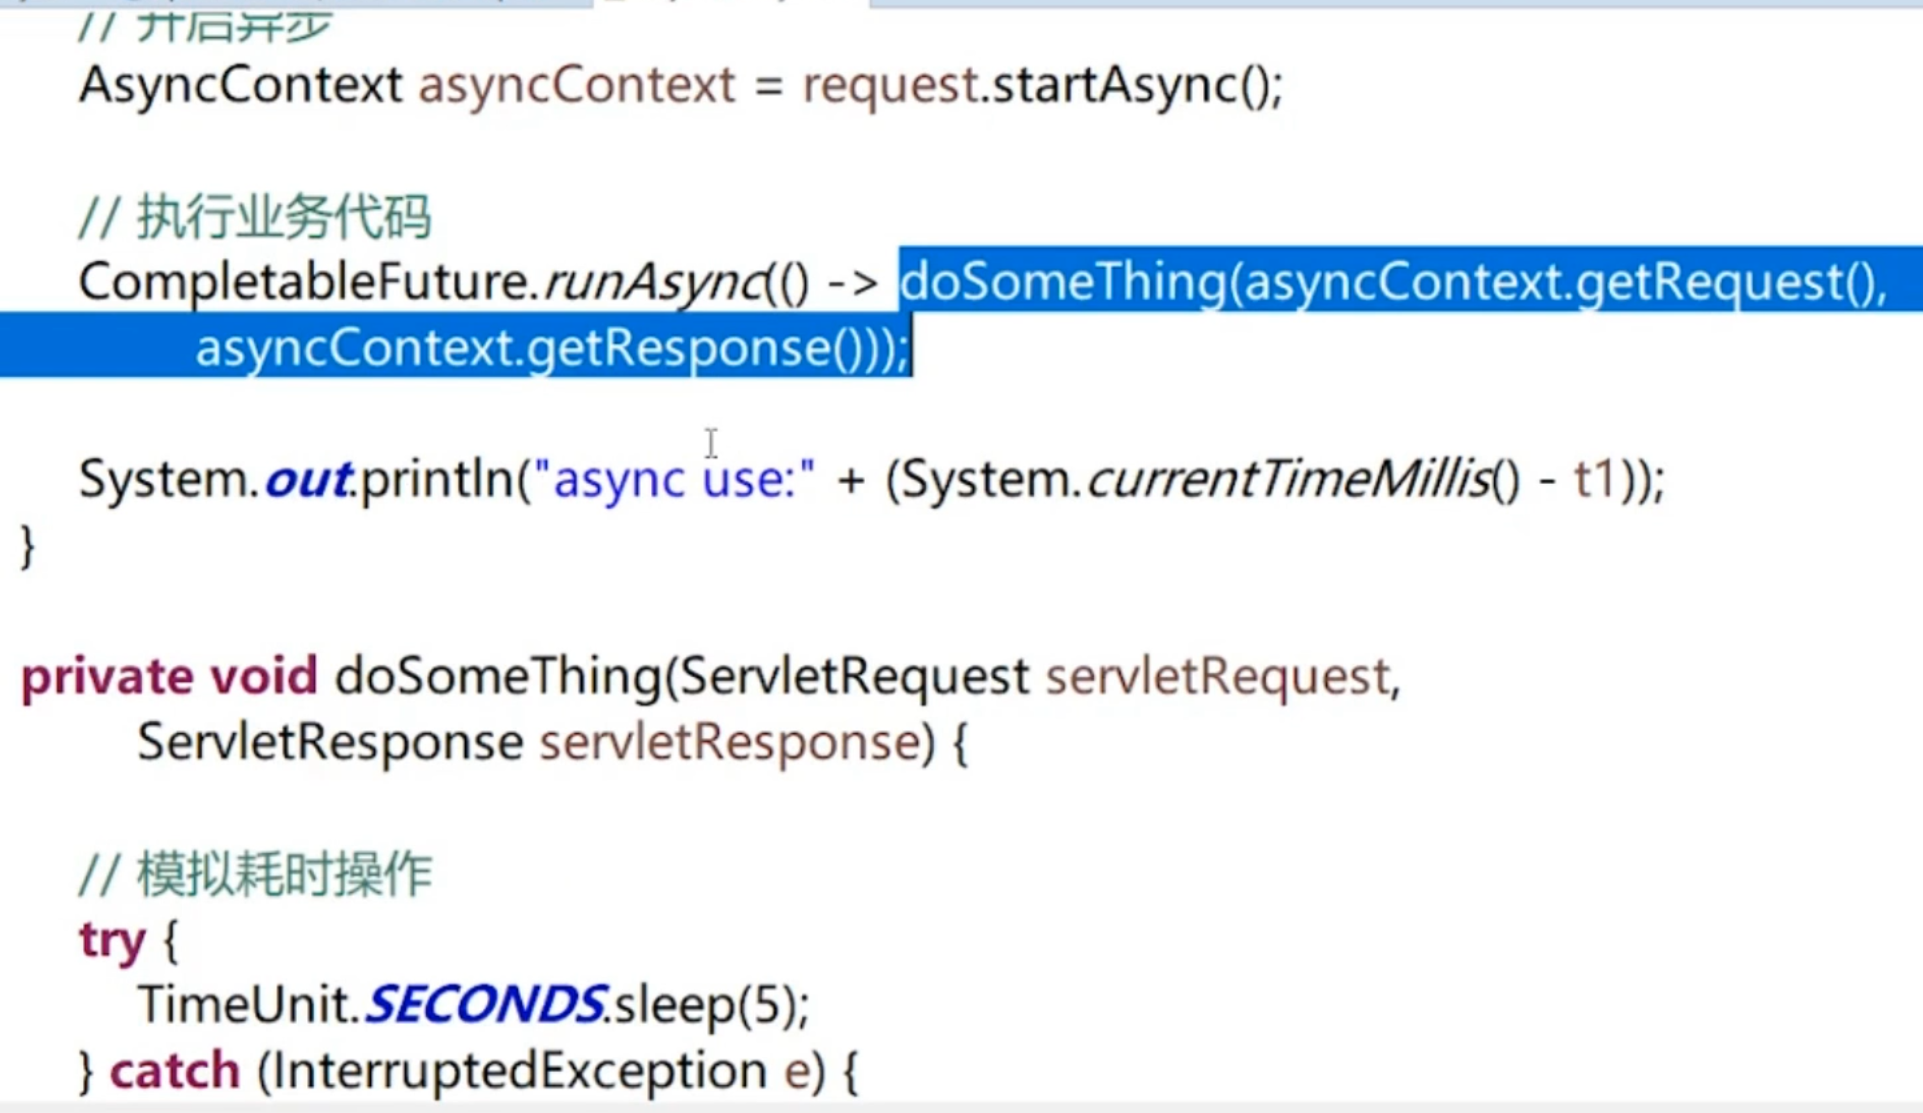 // 开启异步
AsyncContext asyncContext = request.startAsync();
// 执行业务代码
CompletableFuture.runAsync(() -> doSomeThing(asyncContext.getRequest(),
asyncContext.getResponse()));
System.out.println("async use:" + (System.currentTimeMillis() - t1));
}
private void doSomeThing(ServletRequest servletRequest,
ServletResponse servletResponse) {
// 模拟耗时操作
try {
TimeUnit.SECONDS.sleep(5);
} catch (InterruptedException e) {